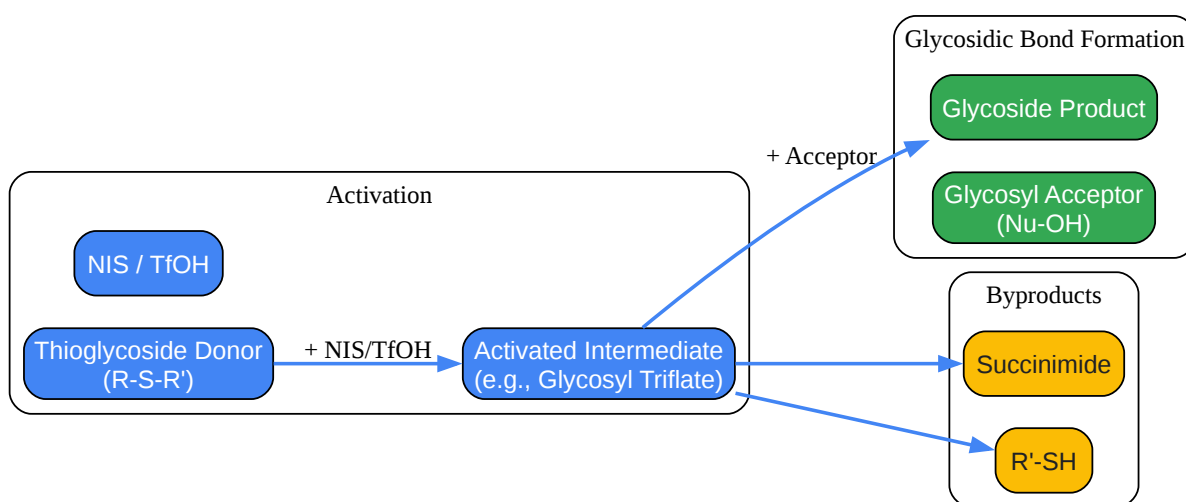 Glycosidic Bond Formation
Glycoside Product
+ Acceptor
Activation
Glycosyl Acceptor
(Nu-OH)
NIS / TfOH
Byproducts
Thioglycoside Donor
(R-S-R')
+ NIS/TfOH
Activated Intermediate
(e.g., Glycosyl Triflate)
Succinimide
R'-SH